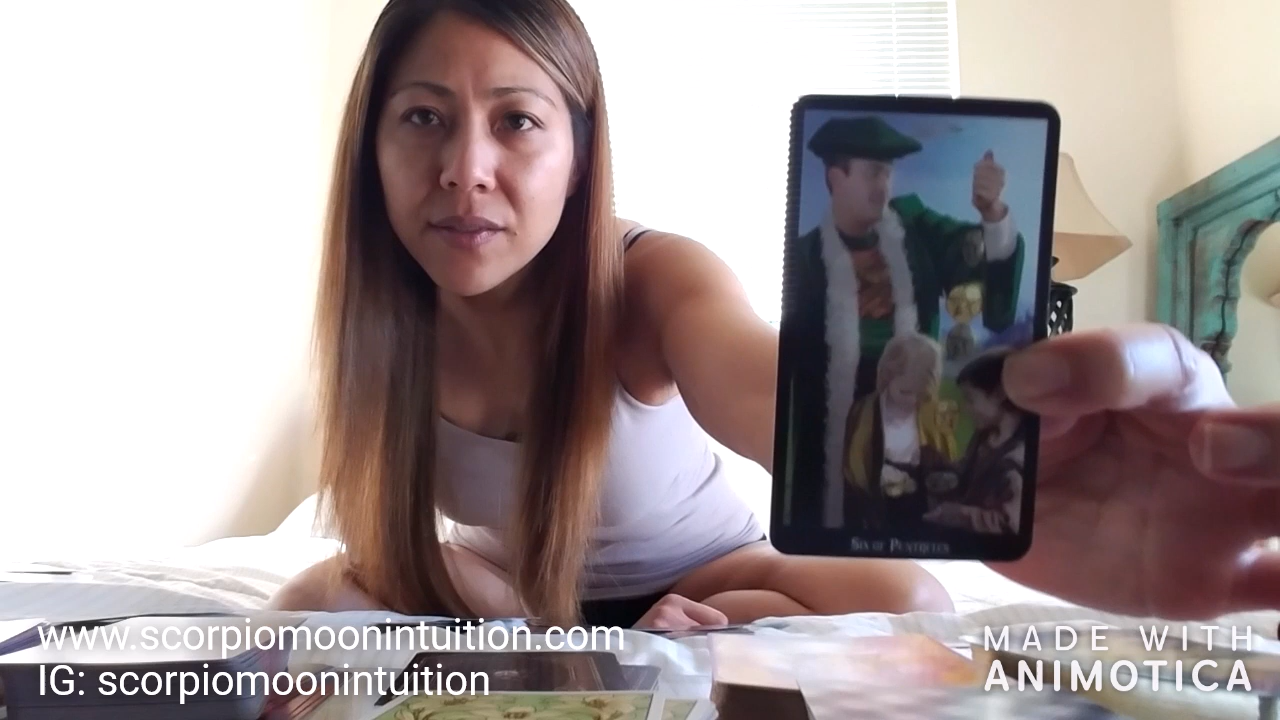 SIX OF PENTACLES
www.scorpiomoonintuition.com
IG: scorpiomoonintuition
MADE WITH
ANIMOTICA